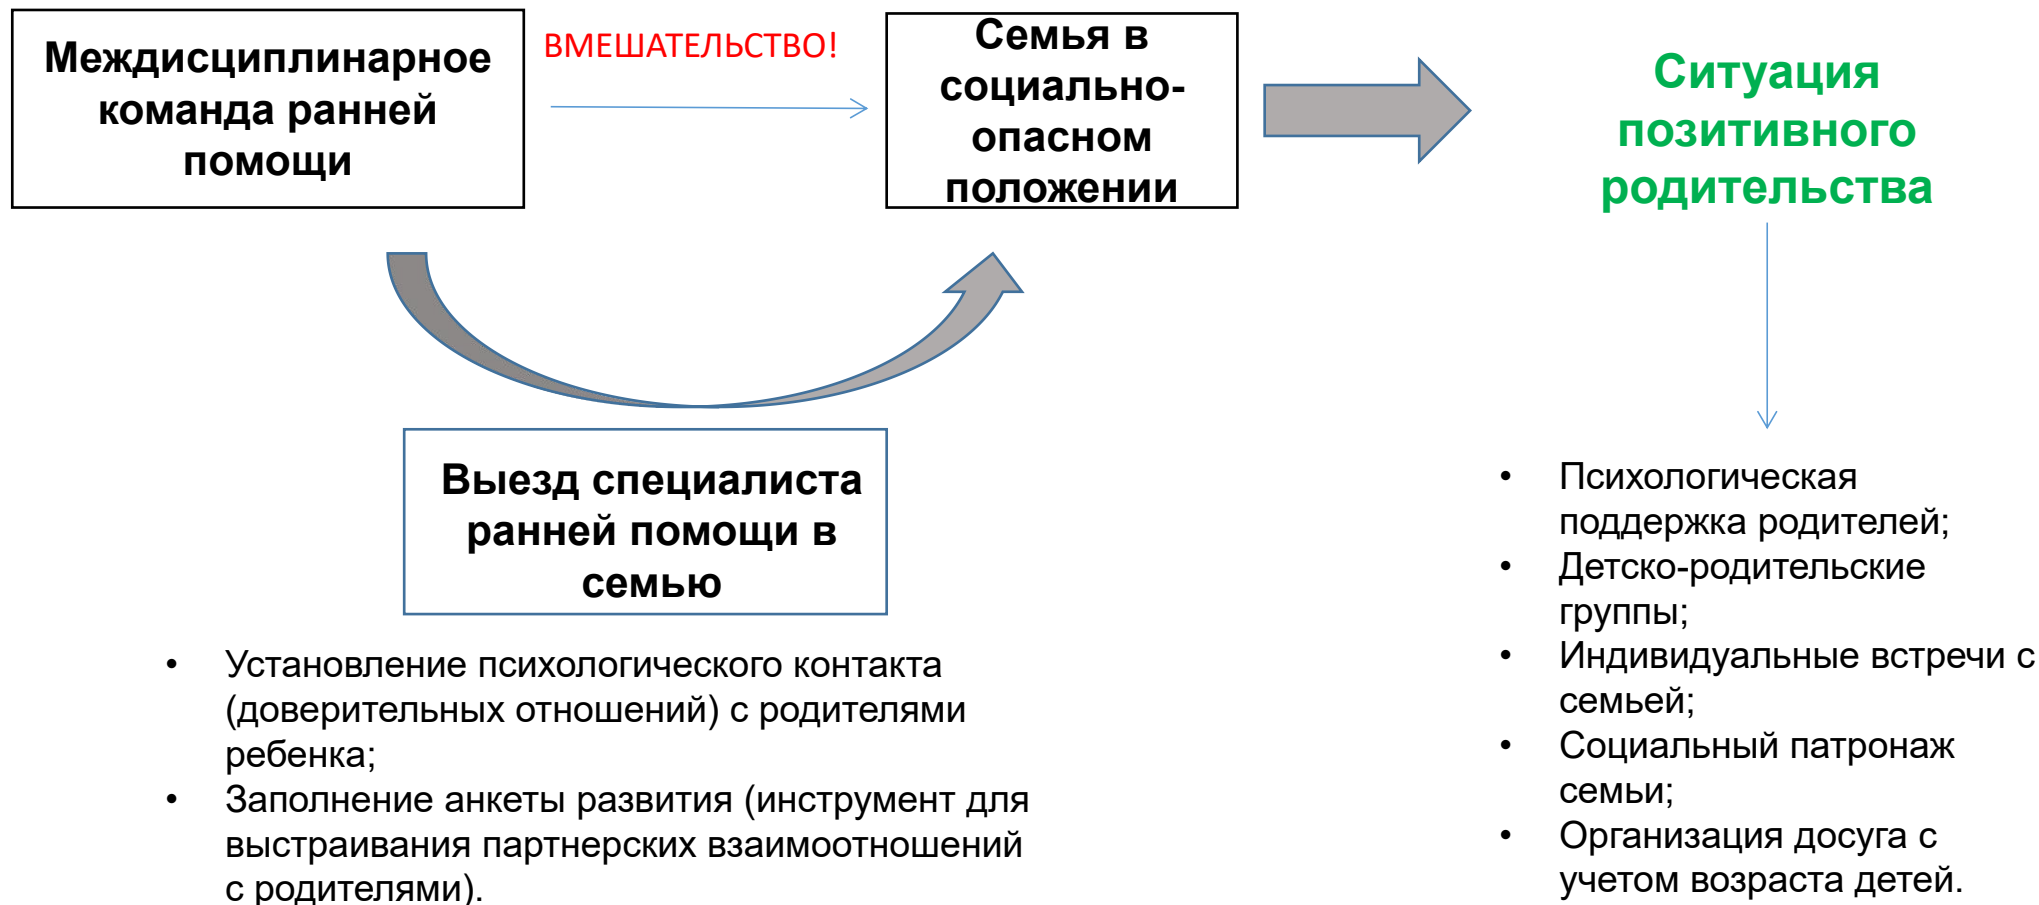 Междисциплинарное
команда ранней
помощи
ВМЕШАТЕЛЬСТВО!
Семья в
социально-
опасном
положении
Ситуация
позитивного
родительства
Выезд специалиста
ранней помощи в
семью
• Установление психологического контакта
(доверительных отношений) с родителями
ребенка;
• Заполнение анкеты развития (инструмент для
выстраивания партнерских взаимоотношений
с родителями).
• Психологическая
поддержка родителей;
• Детско-родительские
группы;
• Индивидуальные встречи с
семьей;
• Социальный патронаж
семьи;
• Организация досуга с
учетом возраста детей.